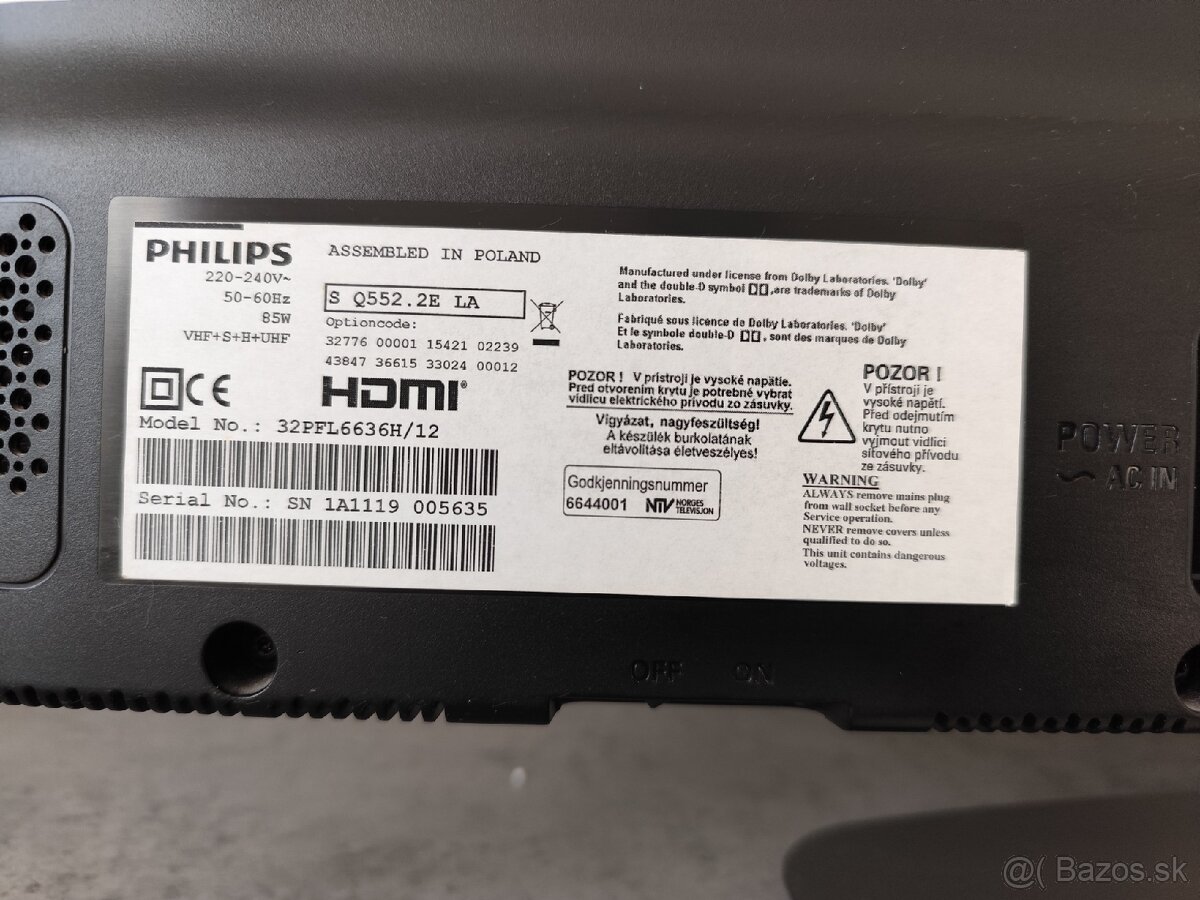 PHILIPS
220-240V~
50-60Hz
85W
VHF+S+H+UHF
ASSEMBLED IN POLAND
S Q552.2E LA
Optioncode:
32776 00001 15421 02239
43847 36615 33024 00012
CE
HDMI®
Model No.: 32PFL6636H/12
Serial No.: SN 1A1119 005635
Manufactured under license from Dolby Laboratories. 'Dolby'
and the double-D symbol are trademarks of Dolby
Laboratories.
Fabriqué sous licence de Dolby Laboratories. 'Dolby'
Et le symbole double-D , sont des marques de Dolby
Laboratories.
POZOR ! V prístroji je vysoké napätie.
Pred otvorením krytu je potrebné vybrat
vidlicu elektrického prívodu zo zásuvky.
Vigyázat, nagyfeszültség!
A készülék burkolatának
eltávolitása életveszélyes!
Godkjenningsnummer
6644001 NTV NORGES
TELEVISJON
POZOR !
V přístroji je
vysoké napětí.
Před odejmutím
krytu nutno
vyjmout vidlici
síťového přívodu
ze zásuvky.
WARNING
ALWAYS remove mains plug
from wall socket before any
Service operation.
NEVER remove covers unless
qualified to do so.
This unit contains dangerous
voltages.
POWER
~ AC IN
OFF ON
@( Bazos.sk